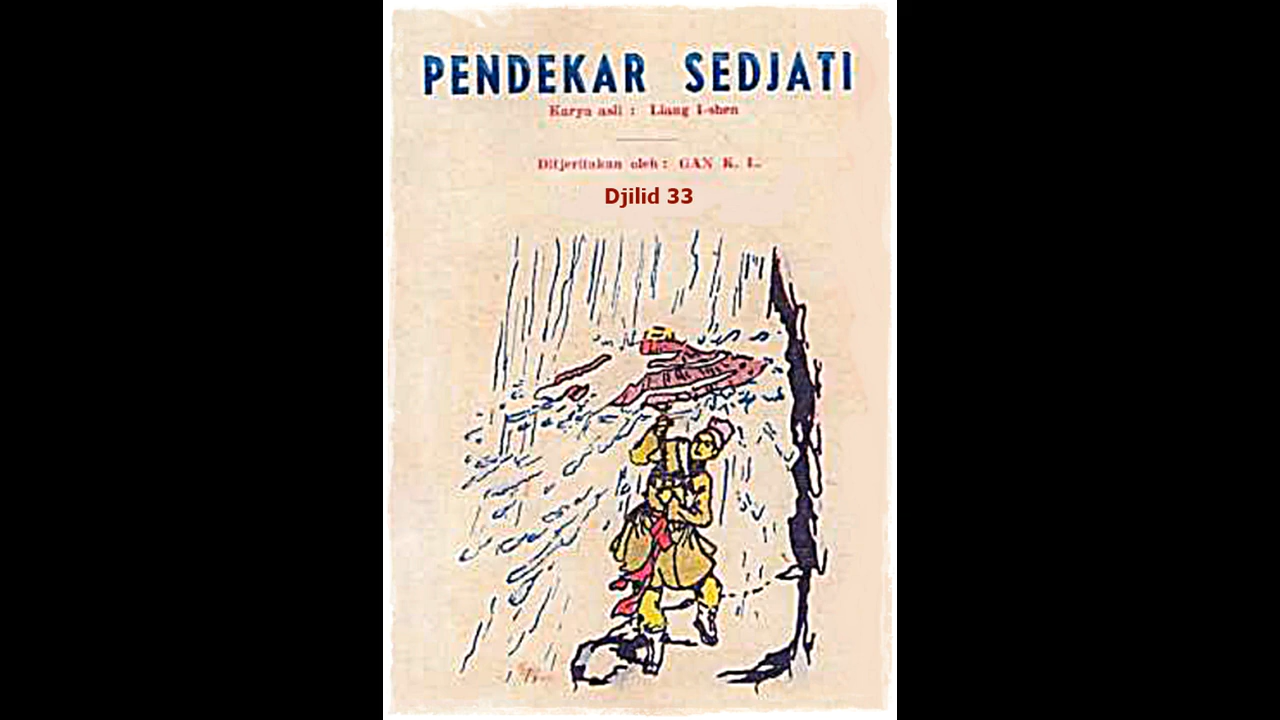 PENDEKAR SEDJATI
Karya asli : Liang I-shen
Ditjeritakan oleh : GAN K. L.
Djilid 33